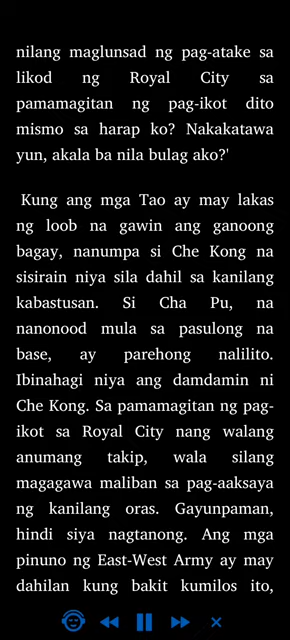 nilang maglunsad ng pag-atake sa
likod ng Royal City sa
pamamagitan ng pag-ikot dito
mismo sa harap ko? Nakakatawa
yun, akala ba nila bulag ako?'
Kung ang mga Tao ay may lakas
ng loob na gawin ang ganoong
bagay, nanumpa si Che Kong na
sisirain niya sila dahil sa kanilang
kabastusan. Si Cha Pu, na
nanonood mula sa pasulong na
base, ay parehong nalilito.
Ibinahagi niya ang damdamin ni
Che Kong. Sa pamamagitan ng pag-
ikot sa Royal City nang walang
anumang takip, wala silang
magagawa maliban sa pag-aaksaya
ng kanilang oras. Gayunpaman,
hindi siya nagtanong. Ang mga
pinuno ng East-West Army ay may
dahilan kung bakit kumilos ito,